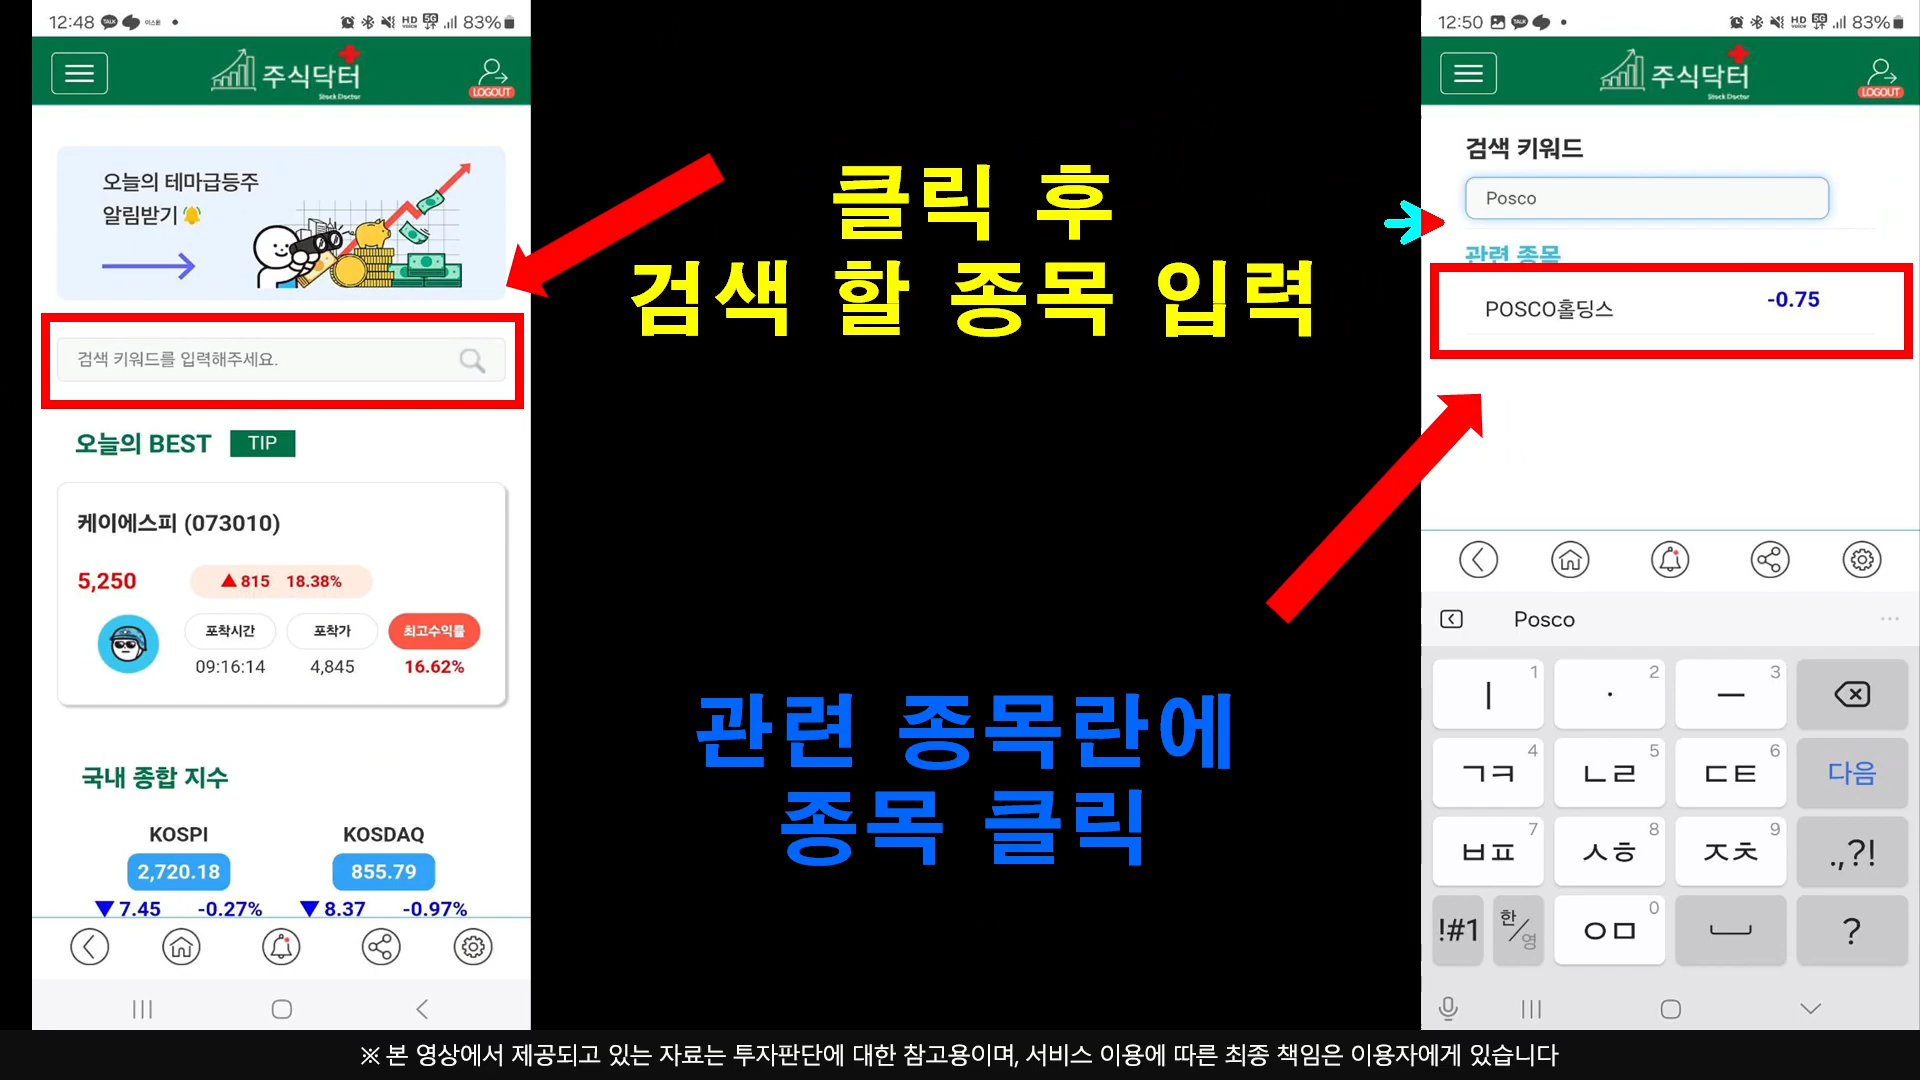 12:48
83%
주식닥터
Stock Doctor
LOGOUT
오늘의 테마급등주
알림받기
검색 키워드를 입력해주세요.
오늘의 BEST TIP
케이에스피 (073010)
5,250 ▲815 18.38%
포착시간 포착가 최고수익률
09:16:14 4,845 16.62%
국내 종합 지수
KOSPI KOSDAQ
2,720.18 855.79
▼7.45 -0.27% ▼8.37 -0.97%
클릭 후
검색 할 종목 입력
관련 종목란에
종목 클릭
12:50
83%
주식닥터
Stock Doctor
LOGOUT
검색 키워드
Posco
관련 종목
POSCO홀딩스 -0.75
Posco ···
ㅣ 1 · 2 ㅡ 3
ㄱㅋ 4 ㄴㄹ 5 ㄷㅌ 6 다음
ㅂㅍ 7 ㅅㅎ 8 ㅈㅊ 9 .,?!
!#1 한/영 ㅇㅁ 0 ?
※ 본 영상에서 제공되고 있는 자료는 투자판단에 대한 참고용이며, 서비스 이용에 따른 최종 책임은 이용자에게 있습니다